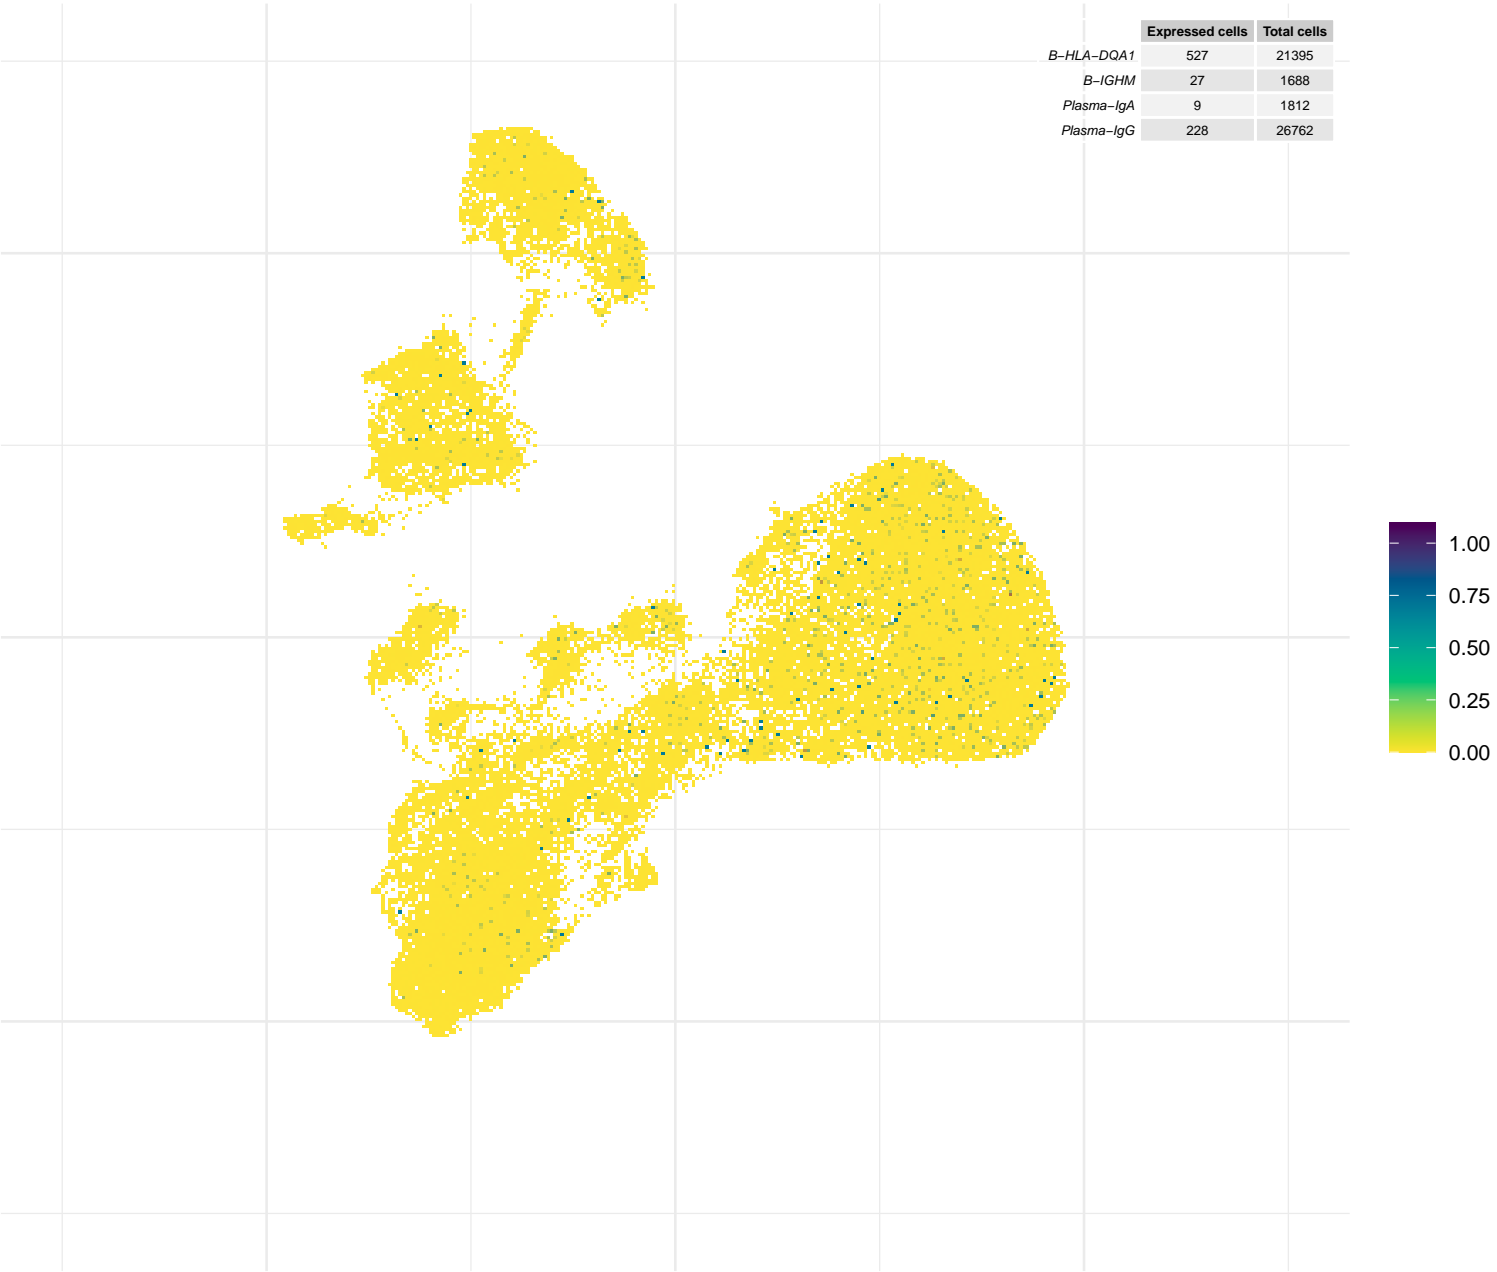 Expressed cells Total cells
B−HLA−DQA1 527 21395
B−IGHM 27 1688
Plasma−IgA 9 1812
Plasma−IgG 228 26762
1.00
0.75
0.50
0.25
0.00